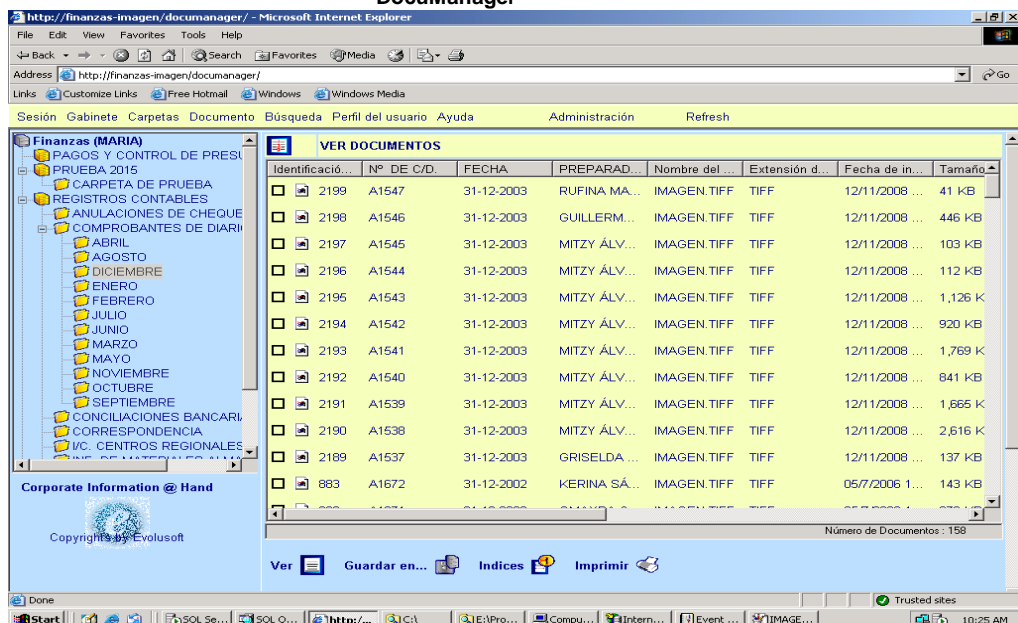 DocuManager
http://finanzas-imagen/documanager/ - Microsoft Internet Explorer
File Edit View Favorites Tools Help
Back Search Favorites Media
Address http://finanzas-imagen/documanager/ Go
Links Customize Links Free Hotmail Windows Windows Media
Sesión Gabinete Carpetas Documento Búsqueda Perfil del usuario Ayuda Administración Refresh
Finanzas (MARIA)
PAGOS Y CONTROL DE PRESU
PRUEBA 2015
CARPETA DE PRUEBA
REGISTROS CONTABLES
ANULACIONES DE CHEQUE
COMPROBANTES DE DIARI
ABRIL
AGOSTO
DICIEMBRE
ENERO
FEBRERO
JULIO
JUNIO
MARZO
MAYO
NOVIEMBRE
OCTUBRE
SEPTIEMBRE
CONCILIACIONES BANCARI
CORRESPONDENCIA
I/C. CENTROS REGIONALES
Corporate Information @ Hand
Copyrights by Evolusoft
VER DOCUMENTOS
Identificació... Nº DE C/D. FECHA PREPARAD... Nombre del ... Extensión d... Fecha de in... Tamaño
2199 A1547 31-12-2003 RUFINA MA... IMAGEN.TIFF TIFF 12/11/2008 ... 41 KB
2198 A1546 31-12-2003 GUILLERM... IMAGEN.TIFF TIFF 12/11/2008 ... 446 KB
2197 A1545 31-12-2003 MITZY ÁLV... IMAGEN.TIFF TIFF 12/11/2008 ... 103 KB
2196 A1544 31-12-2003 MITZY ÁLV... IMAGEN.TIFF TIFF 12/11/2008 ... 112 KB
2195 A1543 31-12-2003 MITZY ÁLV... IMAGEN.TIFF TIFF 12/11/2008 ... 1,126 K
2194 A1542 31-12-2003 MITZY ÁLV... IMAGEN.TIFF TIFF 12/11/2008 ... 920 KB
2193 A1541 31-12-2003 MITZY ÁLV... IMAGEN.TIFF TIFF 12/11/2008 ... 1,769 K
2192 A1540 31-12-2003 MITZY ÁLV... IMAGEN.TIFF TIFF 12/11/2008 ... 841 KB
2191 A1539 31-12-2003 MITZY ÁLV... IMAGEN.TIFF TIFF 12/11/2008 ... 1,665 K
2190 A1538 31-12-2003 MITZY ÁLV... IMAGEN.TIFF TIFF 12/11/2008 ... 2,616 K
2189 A1537 31-12-2003 GRISELDA ... IMAGEN.TIFF TIFF 12/11/2008 ... 137 KB
883 A1672 31-12-2002 KERINA SÁ... IMAGEN.TIFF TIFF 05/7/2006 1... 143 KB
Número de Documentos : 158
Ver Guardar en... Indices Imprimir
Done Trusted sites
Start SQL Se... SQL Q... http:/... C:\ E:\Pro... Compu... Intern... Event ... IMAGE... 10:25 AM